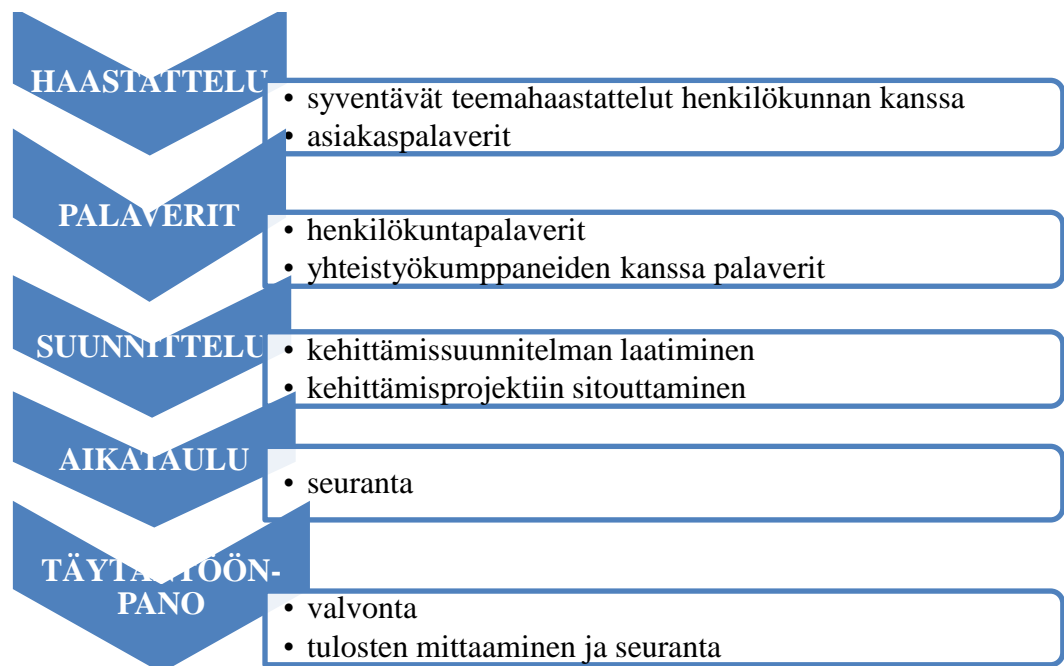 HAASTATTELU
• syventävät teemahaastattelut henkilökunnan kanssa
• asiakaspalaverit
PALAVERIT
• henkilökuntapalaverit
• yhteistyökumppaneiden kanssa palaverit
SUUNNITTELU
• kehittämissuunnitelman laatiminen
• kehittämisprojektiin sitouttaminen
AIKATAULU
• seuranta
TÄYTÄNTÖÖN-
PANO
• valvonta
• tulosten mittaaminen ja seuranta